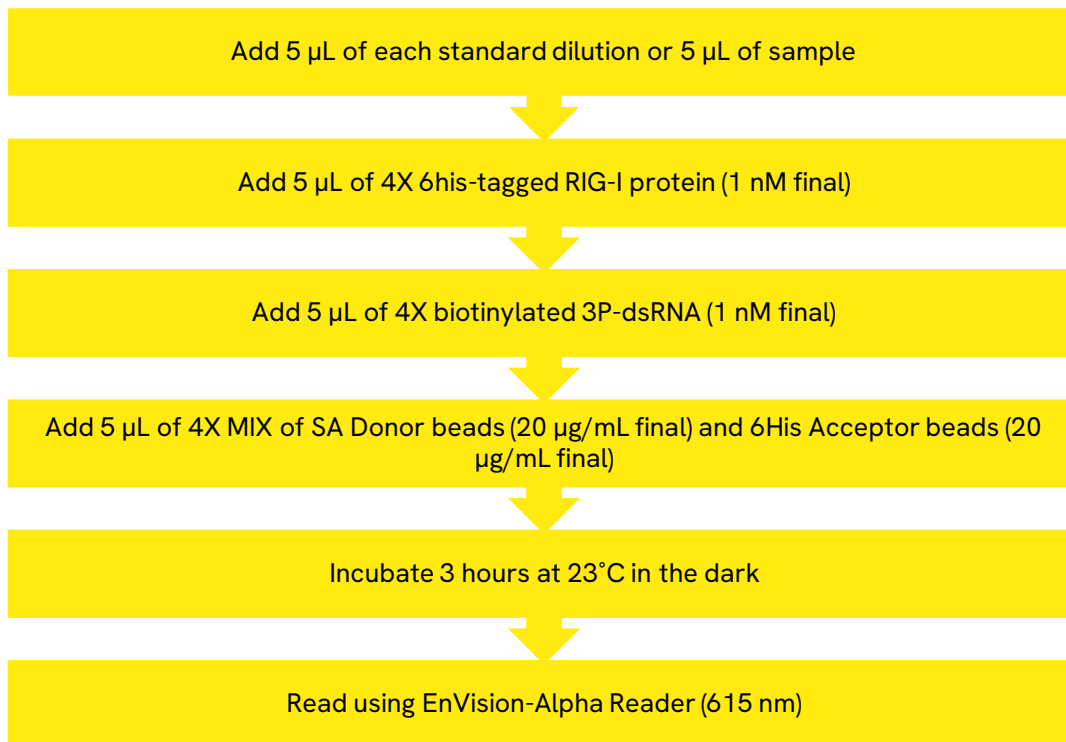 Add 5 µL of each standard dilution or 5 µL of sample
Add 5 µL of 4X 6his-tagged RIG-I protein (1 nM final)
Add 5 µL of 4X biotinylated 3P-dsRNA (1 nM final)
Add 5 µL of 4X MIX of SA Donor beads (20 µg/mL final) and 6His Acceptor beads (20
µg/mL final)
Incubate 3 hours at 23°C in the dark
Read using EnVision-Alpha Reader (615 nm)